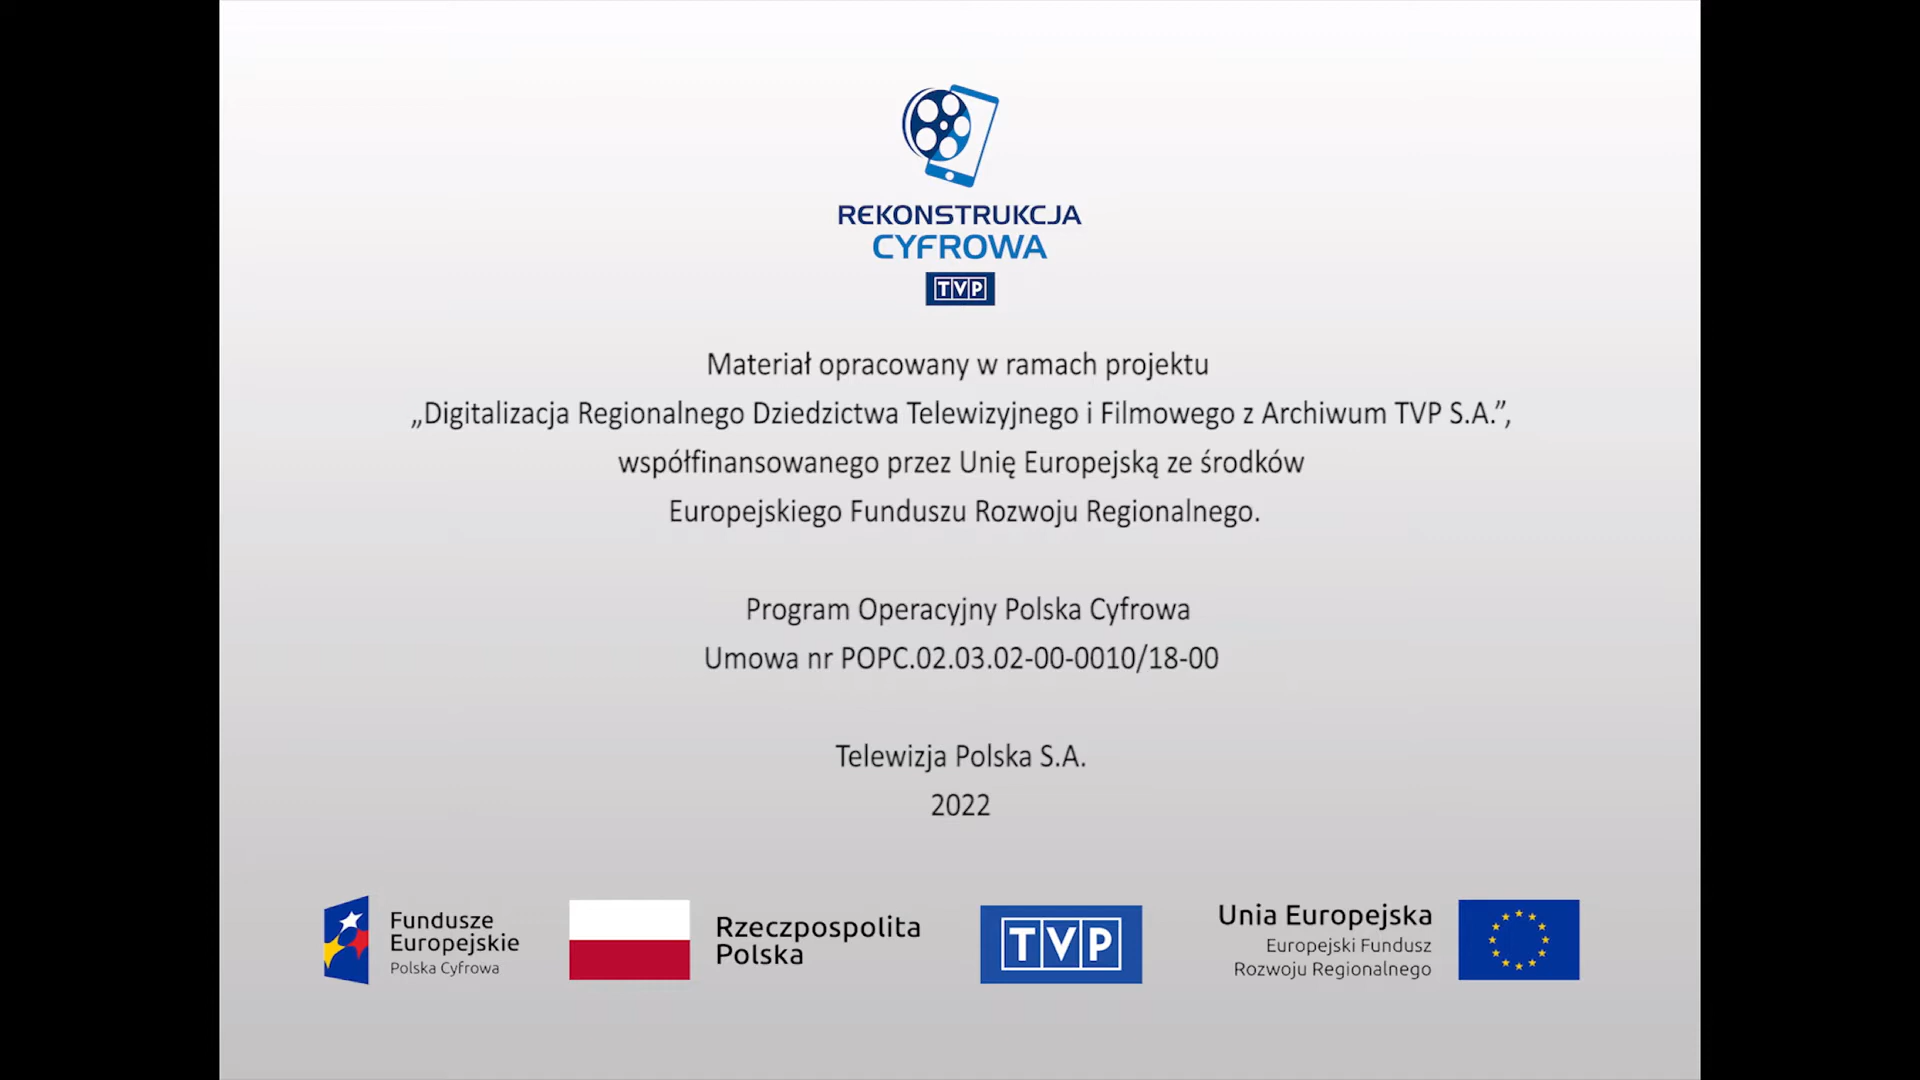 REKONSTRUKCJA
CYFROWA
TVP
Materiał opracowany w ramach projektu
„Digitalizacja Regionalnego Dziedzictwa Telewizyjnego i Filmowego z Archiwum TVP S.A.”,
współfinansowanego przez Unię Europejską ze środków
Europejskiego Funduszu Rozwoju Regionalnego.
Program Operacyjny Polska Cyfrowa
Umowa nr POPC.02.03.02-00-0010/18-00
Telewizja Polska S.A.
2022
Fundusze
Europejskie
Polska Cyfrowa
Rzeczpospolita
Polska
TVP
Unia Europejska
Europejski Fundusz
Rozwoju Regionalnego